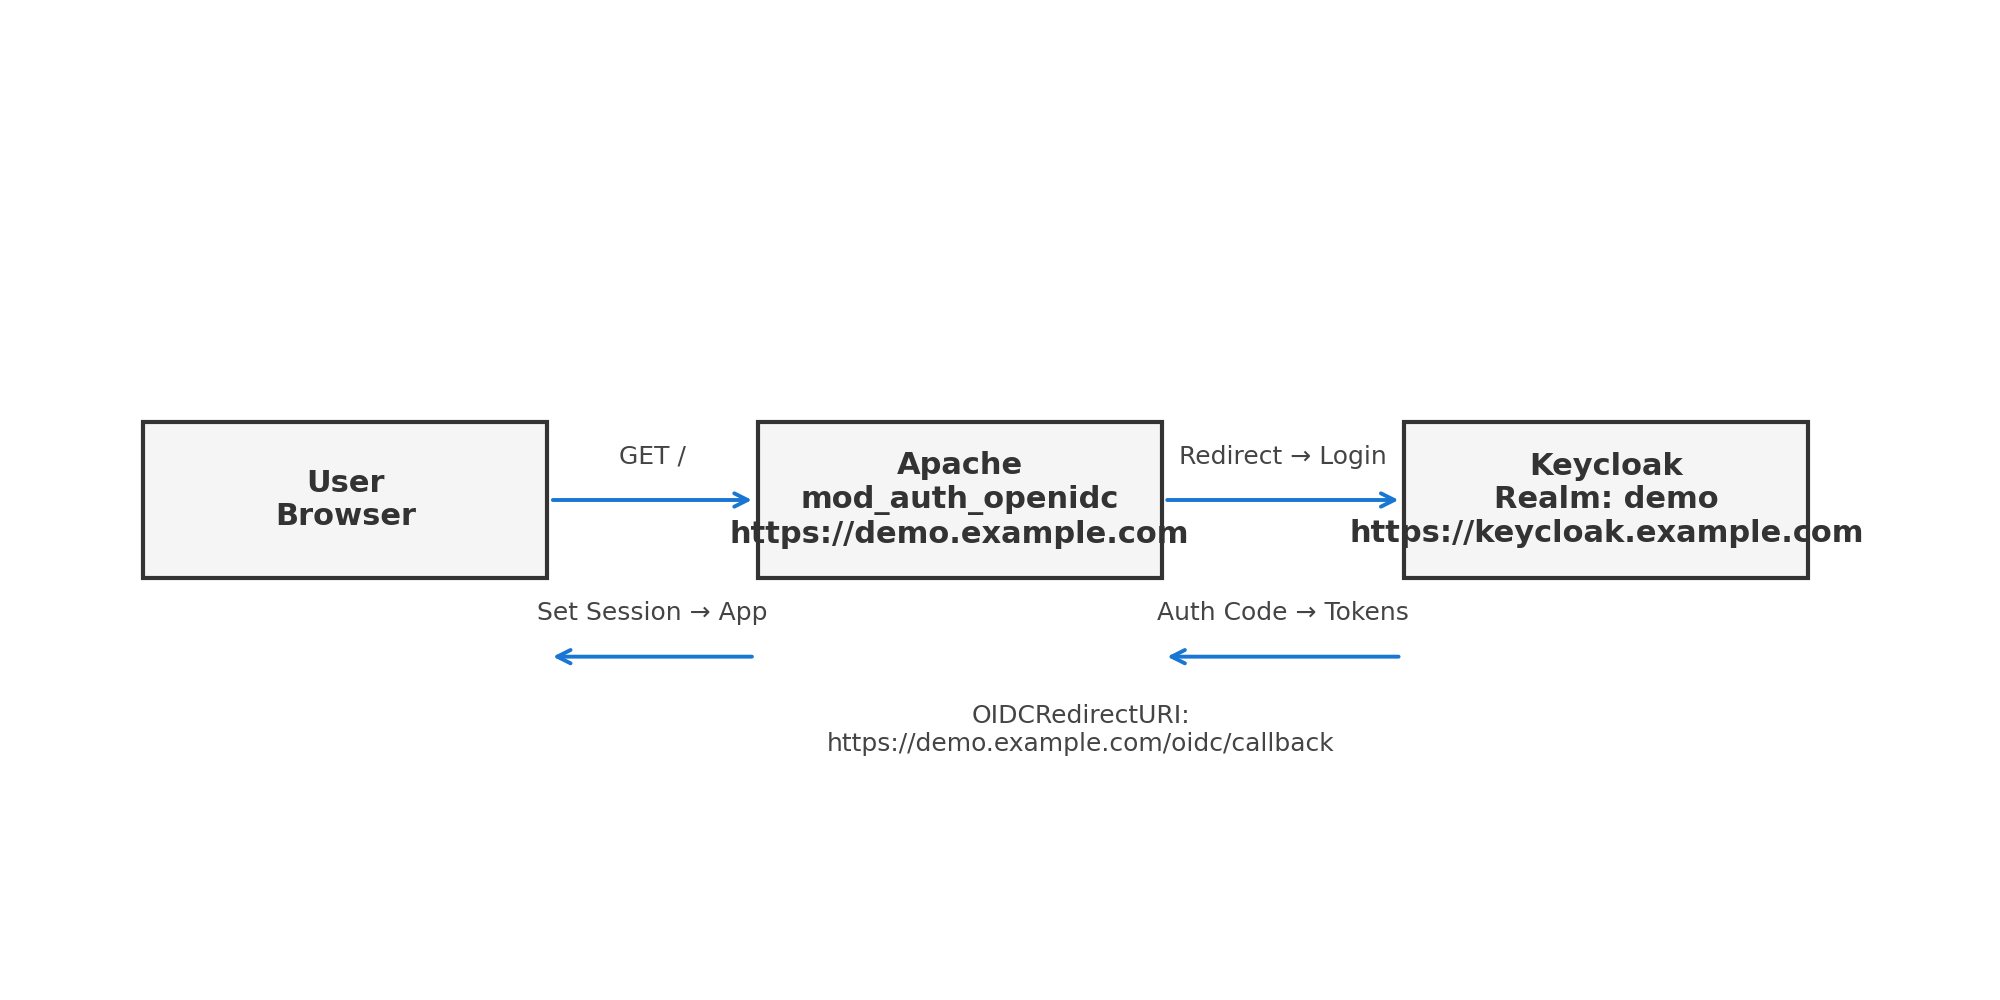 User
Browser
GET /
Apache
mod_auth_openidc
https://demo.example.com
Redirect → Login
Keycloak
Realm: demo
https://keycloak.example.com
Set Session → App
Auth Code → Tokens
OIDCRedirectURI:
https://demo.example.com/oidc/callback